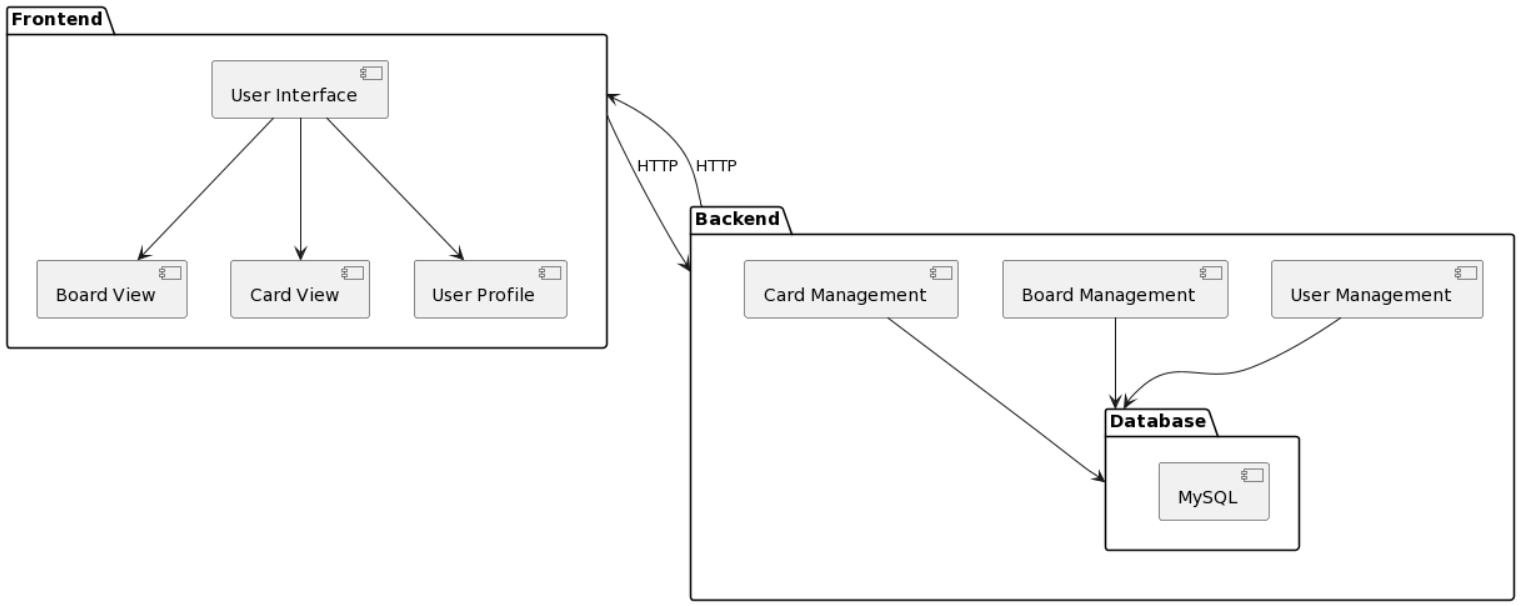 Frontend
User Interface
Board View
Card View
User Profile
HTTP
HTTP
Backend
Card Management
Board Management
User Management
Database
MySQL